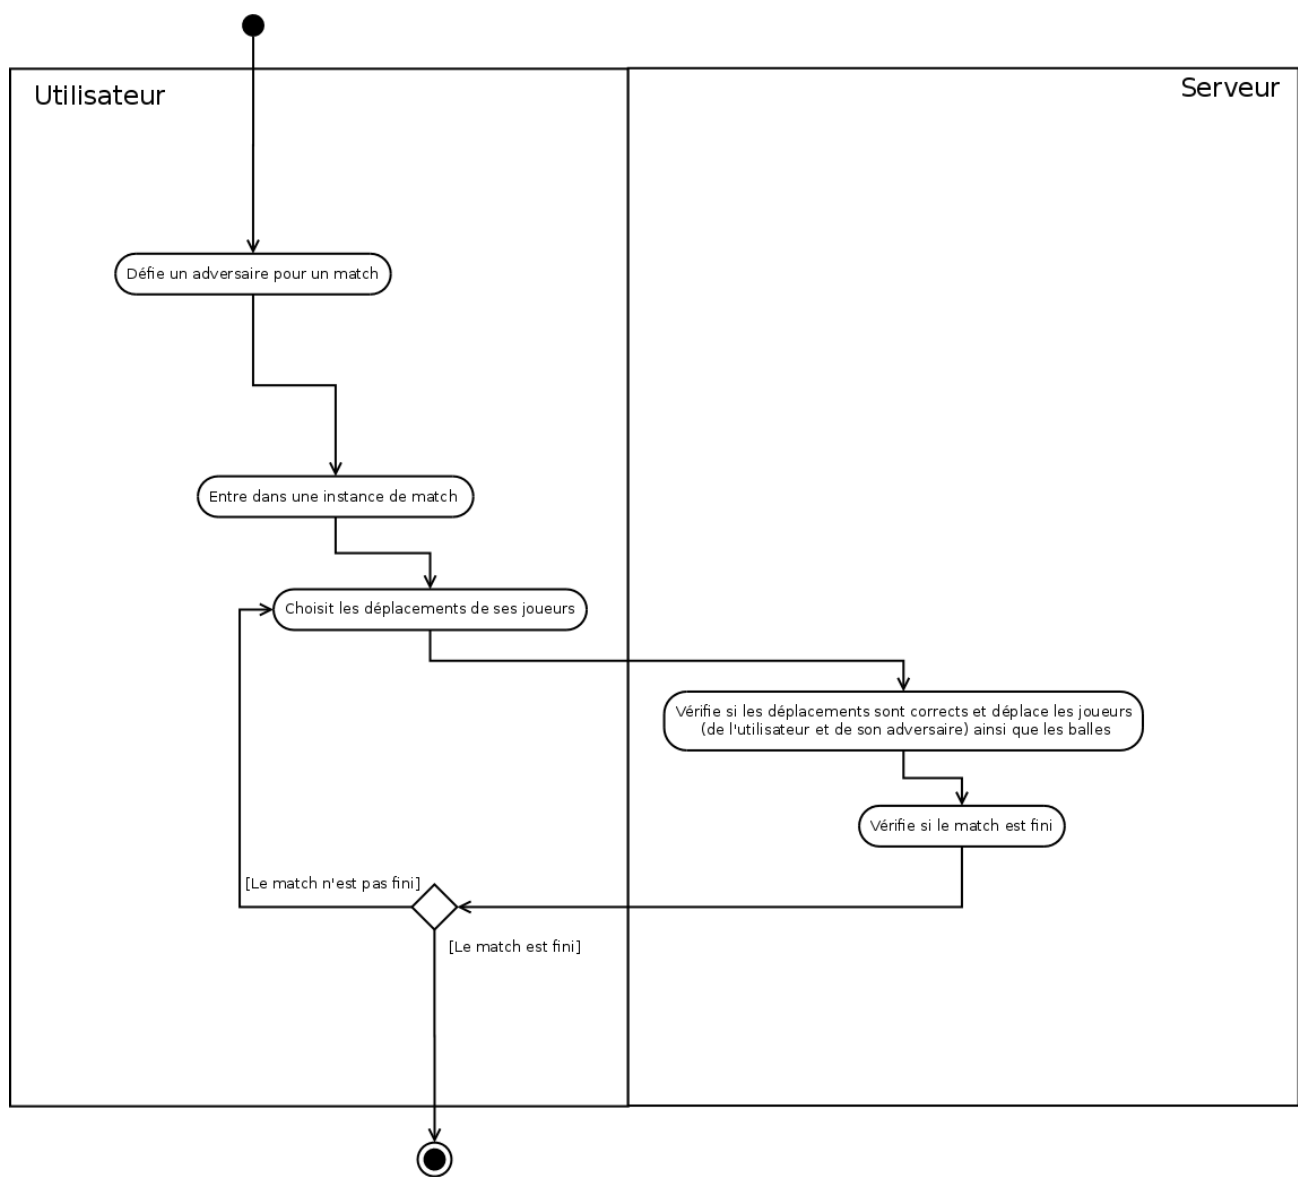 Utilisateur
Serveur
Défie un adversaire pour un match
Entre dans une instance de match
Choisit les déplacements de ses joueurs
Vérifie si les déplacements sont corrects et déplace les joueurs
(de l'utilisateur et de son adversaire) ainsi que les balles
Vérifie si le match est fini
[Le match n'est pas fini]
[Le match est fini]